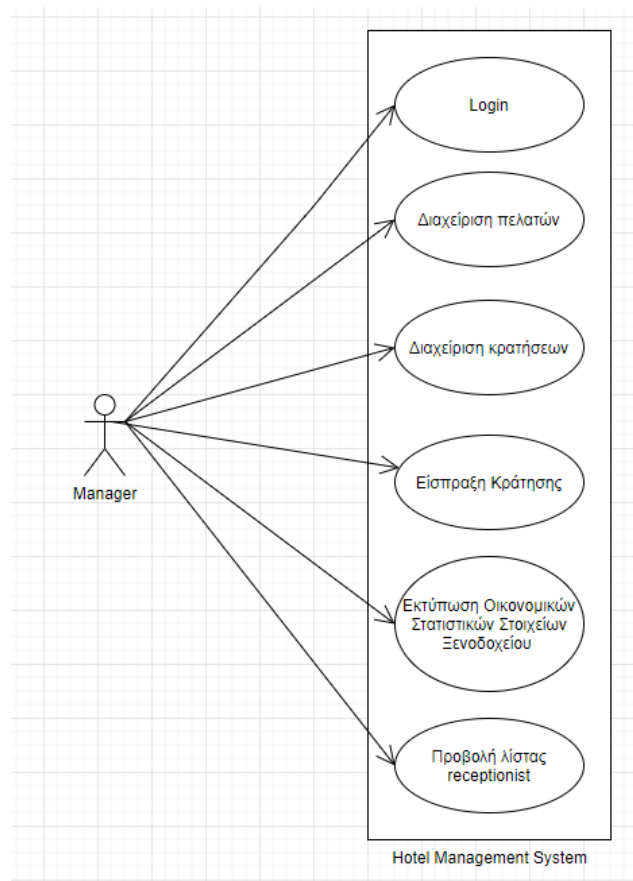 Login
Διαχείριση πελατών
Διαχείριση κρατήσεων
Manager
Είσπραξη Κράτησης
Εκτύπωση Οικονομικών
Στατιστικών Στοιχείων
Ξενοδοχείου
Προβολή λίστας
receptionist
Hotel Management System